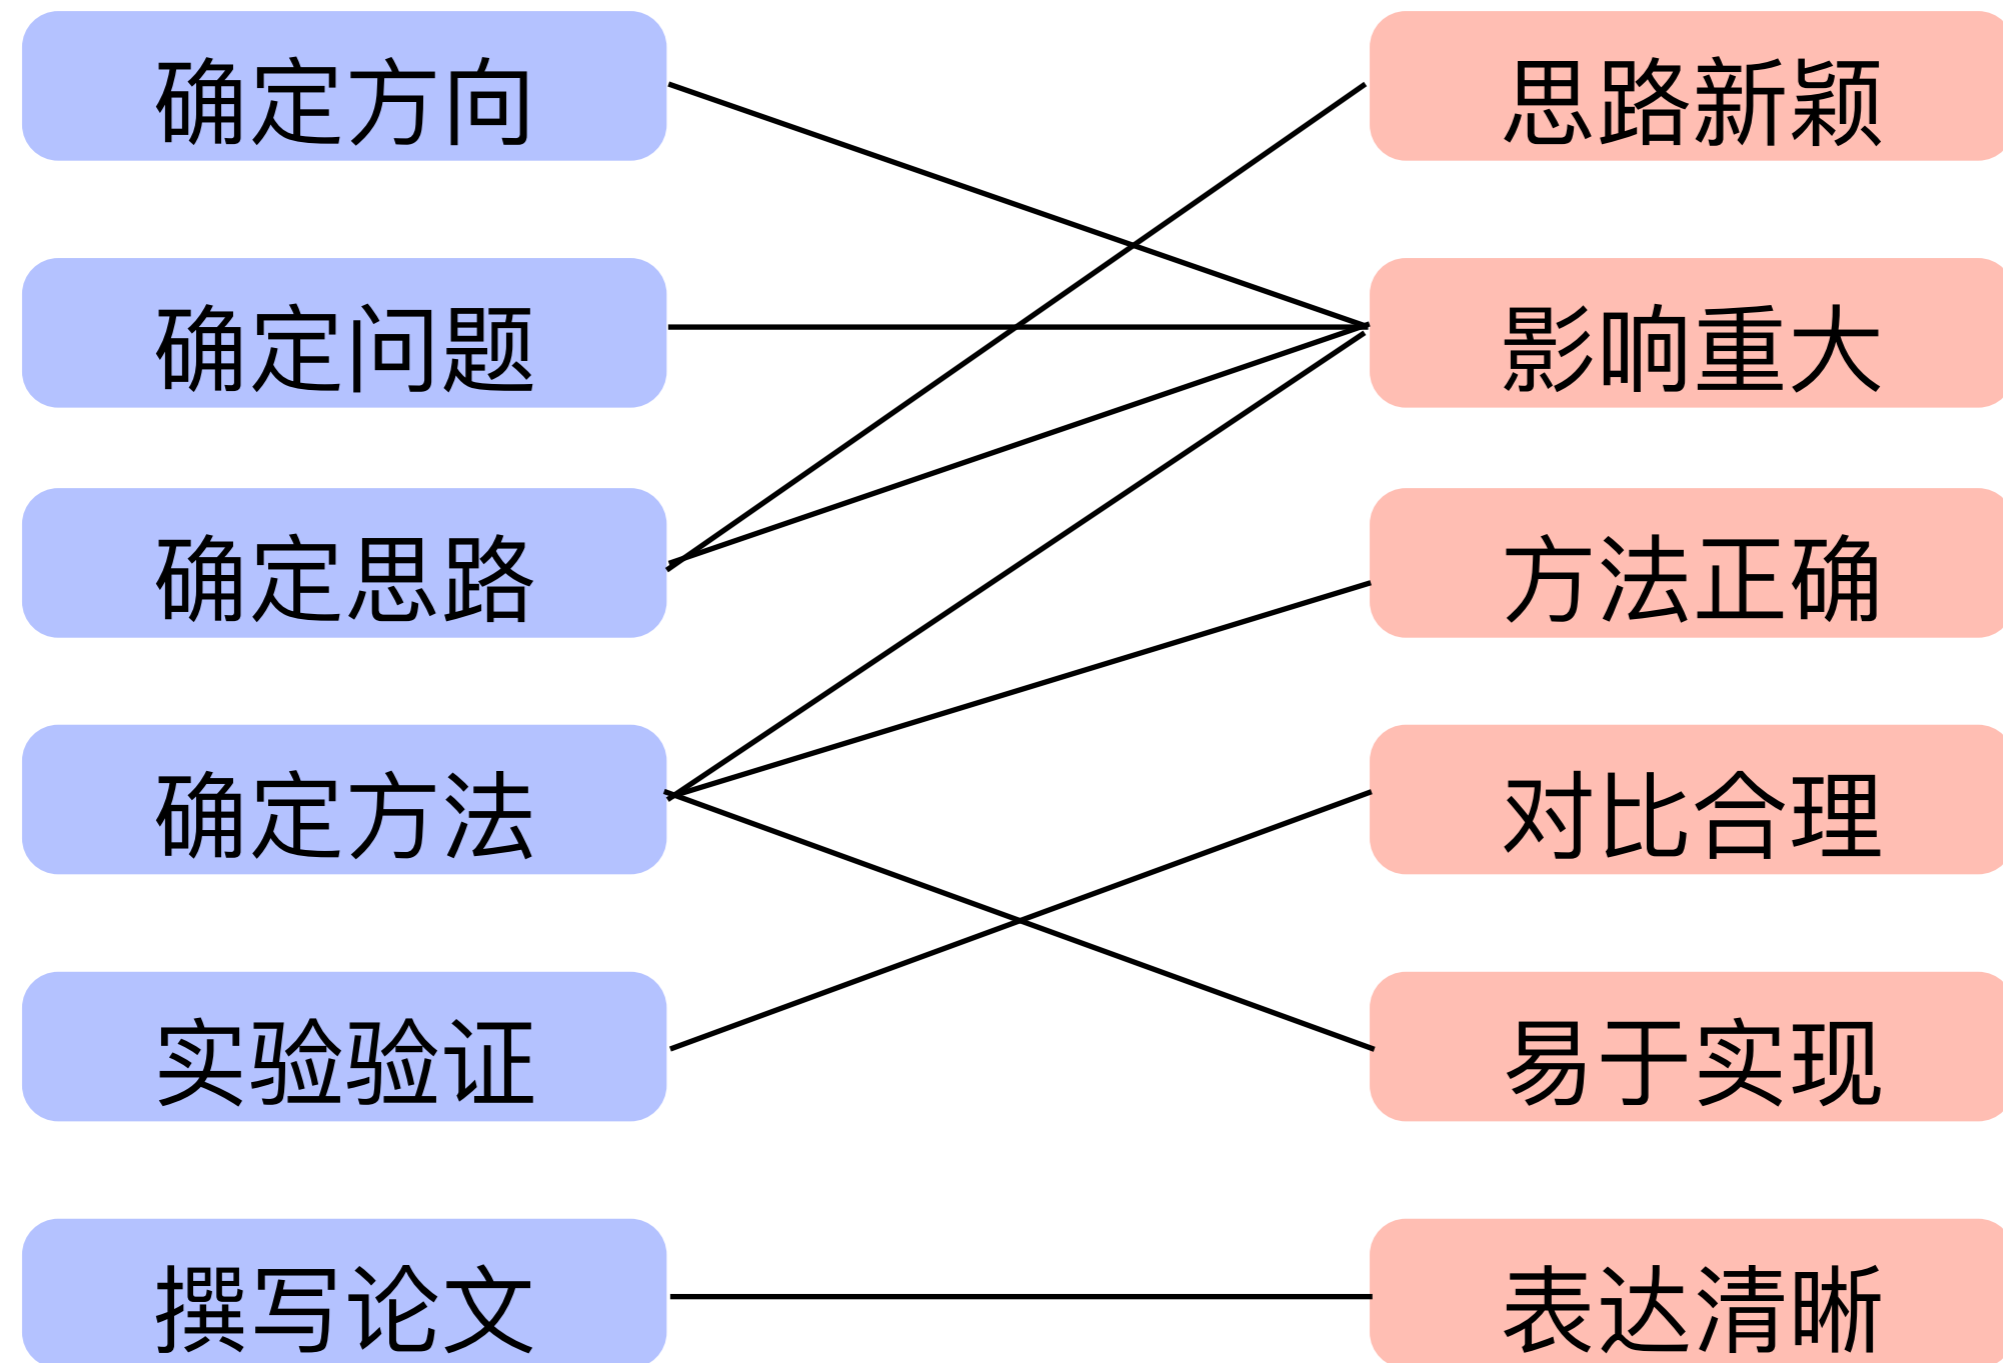 确定方向
思路新颖
确定问题
影响重大
确定思路
方法正确
确定方法
对比合理
实验验证
易于实现
撰写论文
表达清晰